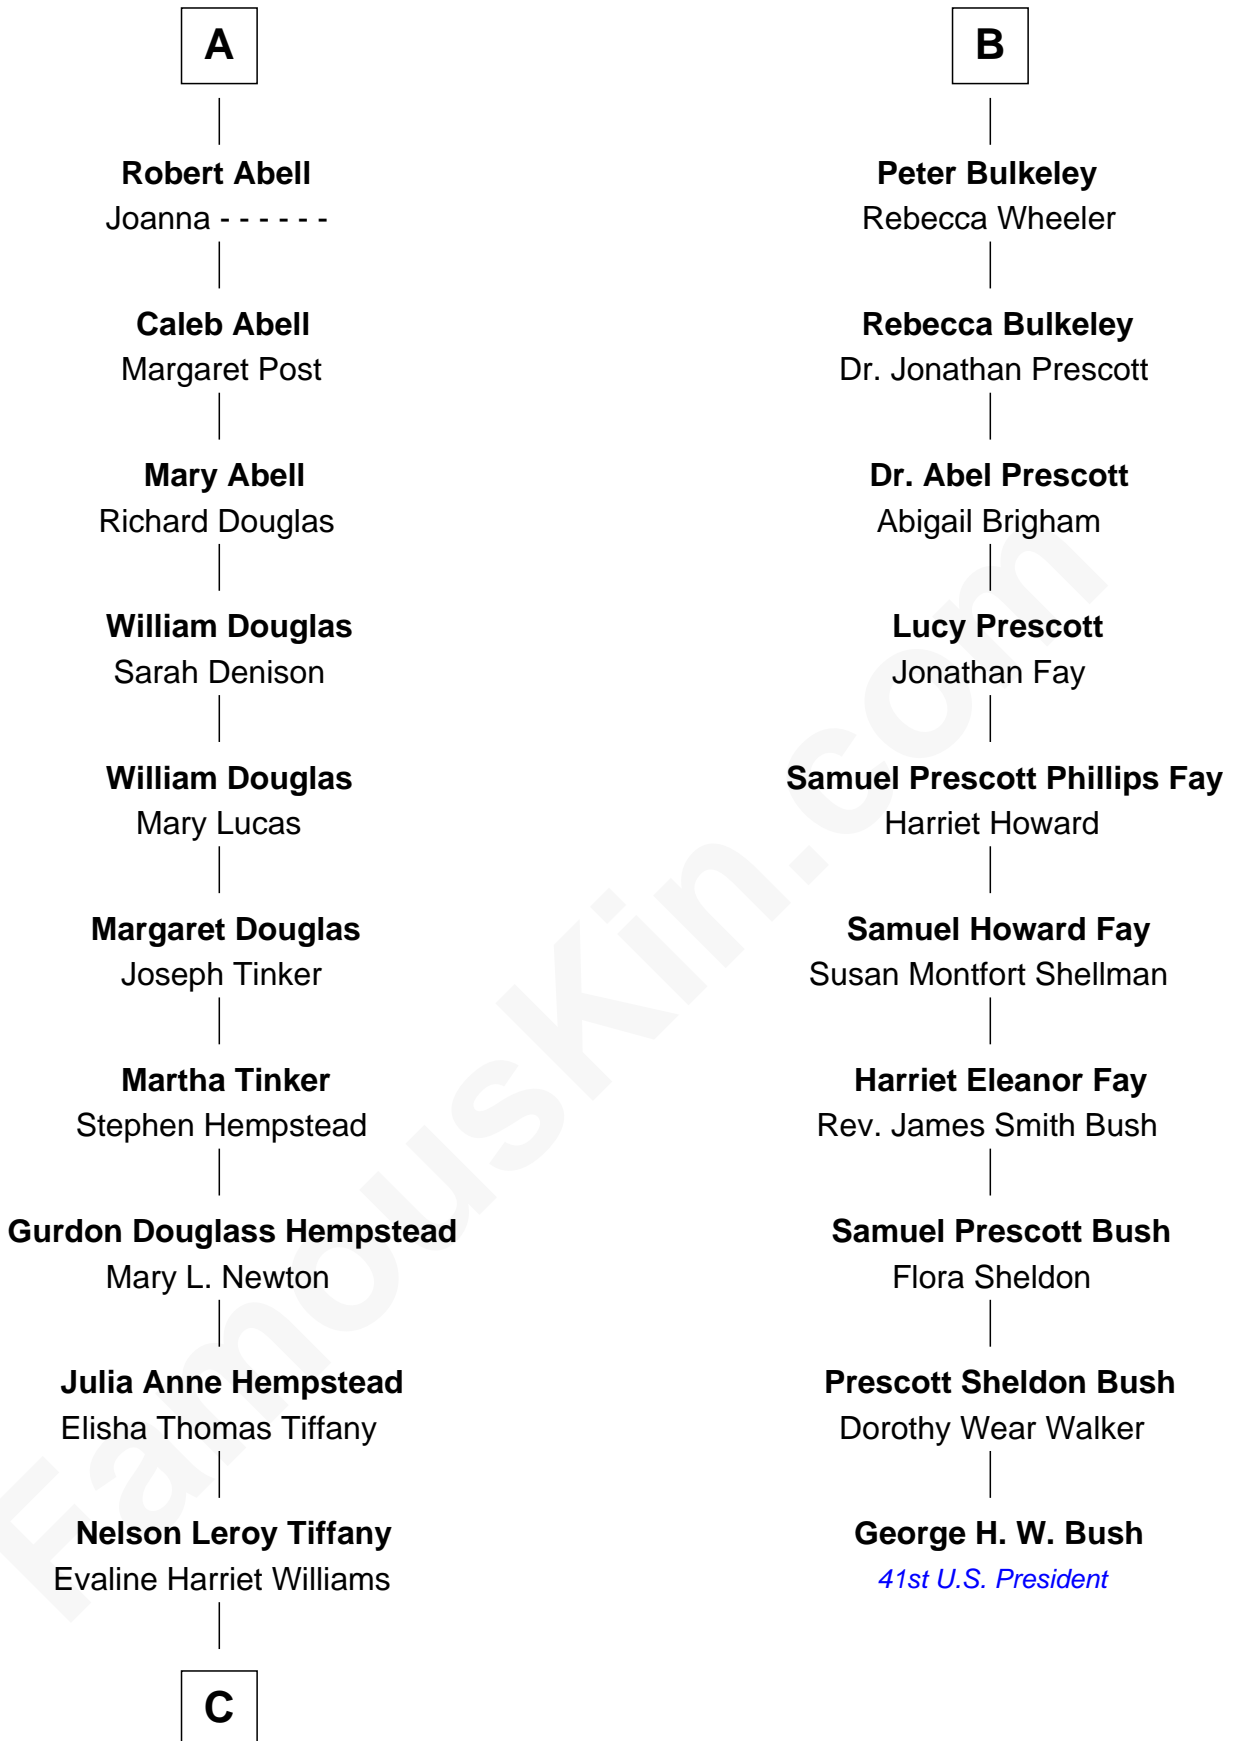 A
Robert Abell
Joanna - - - - - -
Caleb Abell
Margaret Post
Mary Abell
Richard Douglas
William Douglas
Sarah Denison
William Douglas
Mary Lucas
Margaret Douglas
Joseph Tinker
Martha Tinker
Stephen Hempstead
Gurdon Douglass Hempstead
Mary L. Newton
Julia Anne Hempstead
Elisha Thomas Tiffany
Nelson Leroy Tiffany
Evaline Harriet Williams
C
B
Peter Bulkeley
Rebecca Wheeler
Rebecca Bulkeley
Dr. Jonathan Prescott
Dr. Abel Prescott
Abigail Brigham
Lucy Prescott
Jonathan Fay
Samuel Prescott Phillips Fay
Harriet Howard
Samuel Howard Fay
Susan Montfort Shellman
Harriet Eleanor Fay
Rev. James Smith Bush
Samuel Prescott Bush
Flora Sheldon
Prescott Sheldon Bush
Dorothy Wear Walker
George H. W. Bush
41st U.S. President
FamousKin.com